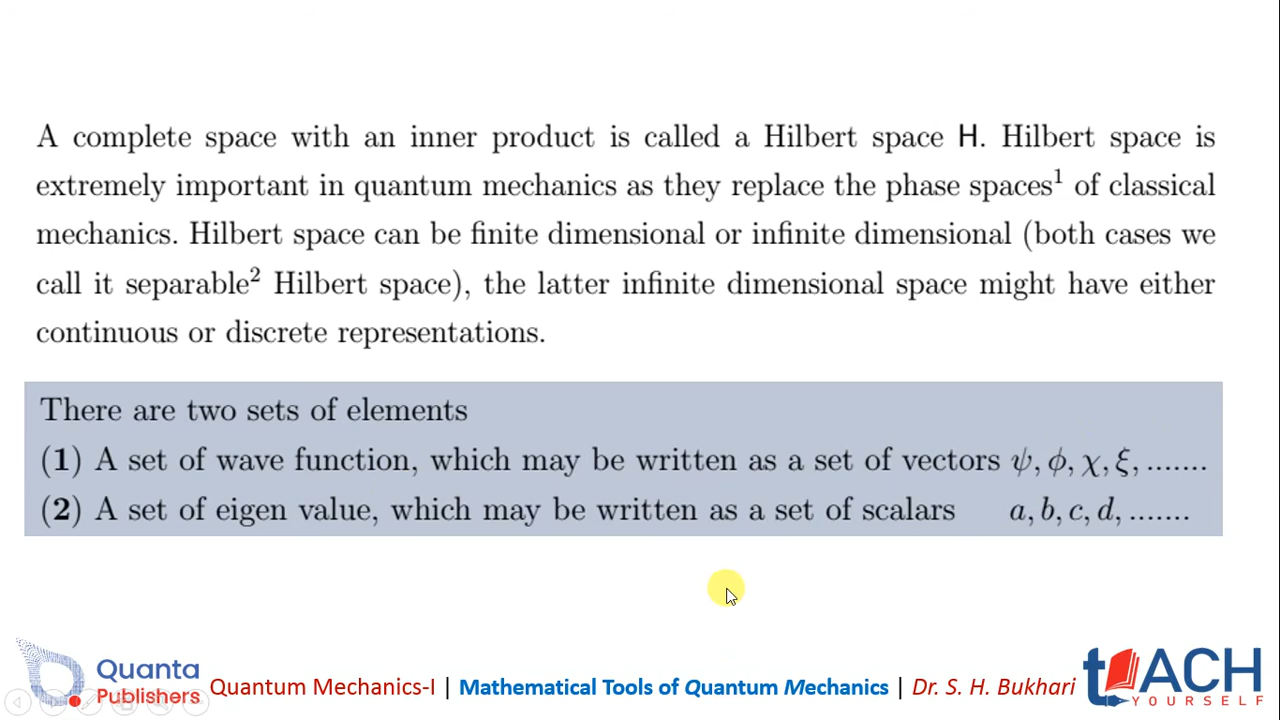 A complete space with an inner product is called a Hilbert space H. Hilbert space is
extremely important in quantum mechanics as they replace the phase spaces¹ of classical
mechanics. Hilbert space can be finite dimensional or infinite dimensional (both cases we
call it separable² Hilbert space), the latter infinite dimensional space might have either
continuous or discrete representations.
There are two sets of elements
(1) A set of wave function, which may be written as a set of vectors ψ, ϕ, χ, ξ, .......
(2) A set of eigen value, which may be written as a set of scalars a, b, c, d, .......
Quanta
Publishers
Quantum Mechanics-I | Mathematical Tools of Quantum Mechanics | Dr. S. H. Bukhari
tEACH
YOURSELF